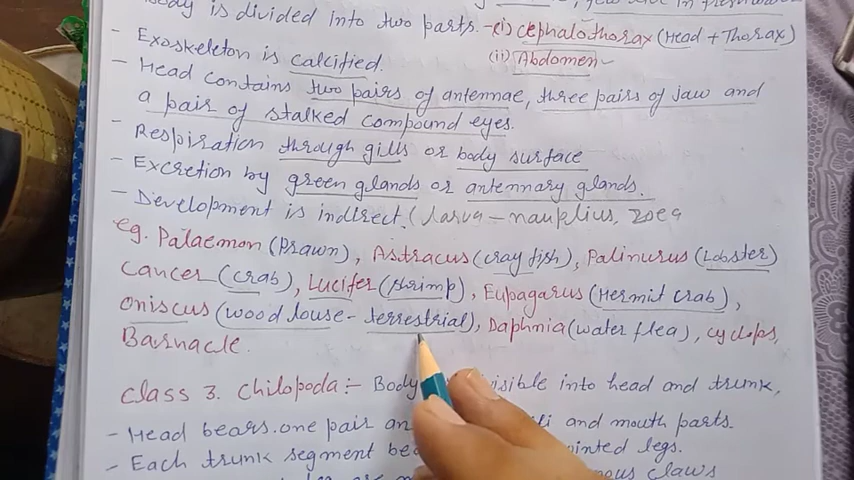 body is divided into two parts - (i) Cephalothorax (Head + Thorax)
(ii) Abdomen
- Exoskeleton is calcified.
- Head contains two pairs of antennae, three pairs of jaw and
a pair of stalked compound eyes.
- Respiration through gills or body surface
- Excretion by green glands or antennary glands.
- Development is indirect. (larva - nauplius, zoea
eg. Palaemon (Prawn), Astracus (cray fish), Palinurus (Lobster)
cancer (crab), Lucifer (shrimp), Eupagarus (Hermit crab),
Oniscus (wood louse - terrestrial), Daphnia (water flea), cyclops,
Barnacle.
Class 3. Chilopoda :- Body visible into head and trunk,
- Head bears one pair an and mouth parts.
- Each trunk segment jointed legs.
claws